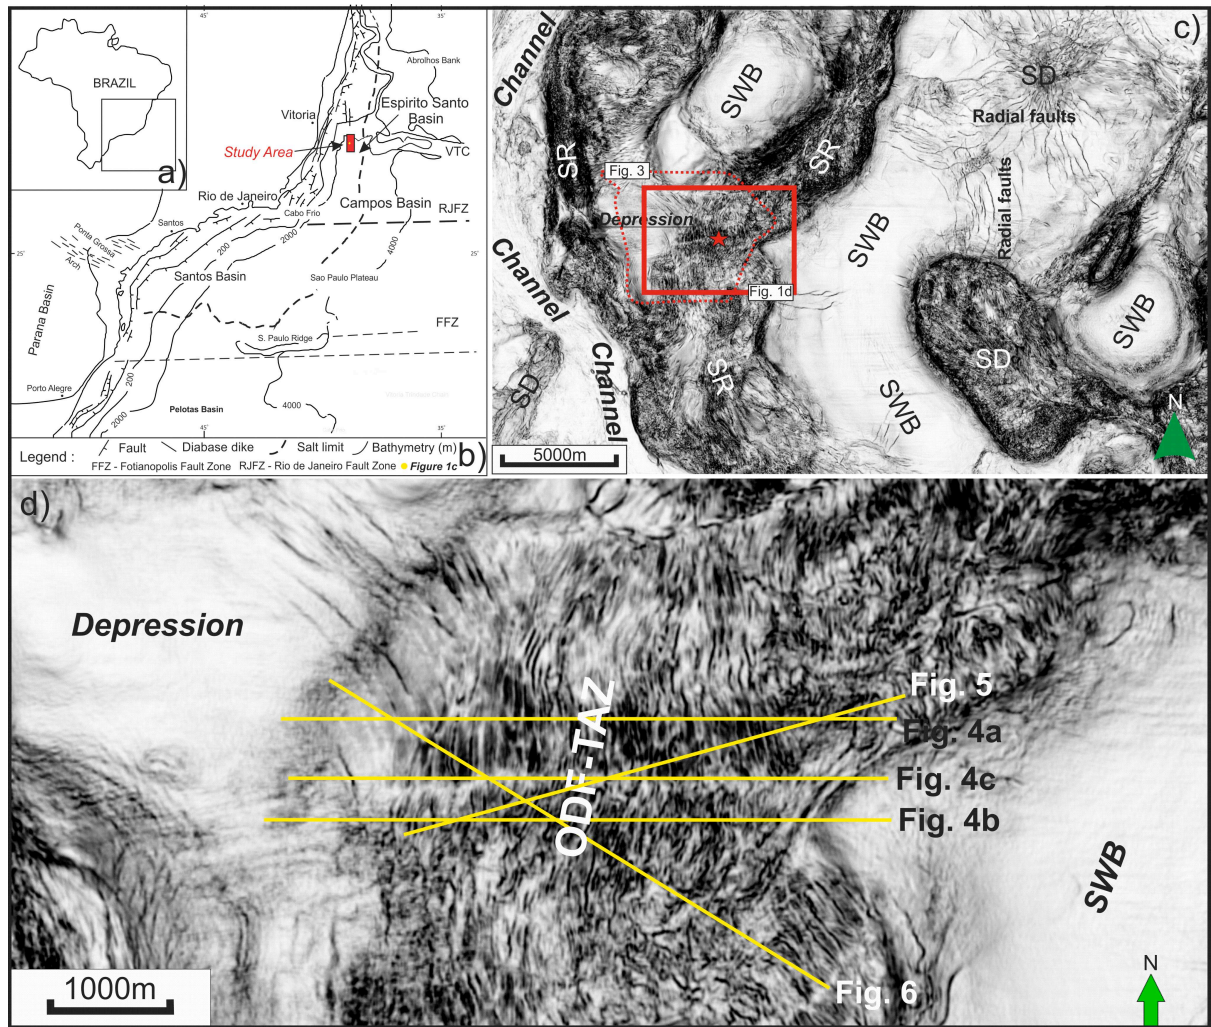 a)
BRAZIL
b)
45°
35°
Abrolhos Bank
Espirito Santo
Basin
Vitoria
Study Area
VTC
Rio de Janeiro
Cabo Frio
Campos Basin
RJFZ
Santos
Ponta Grossa
Arch
200
2000
4000
25°
25°
Santos Basin
Sao Paulo Plateau
Parana Basin
FFZ
S. Paulo Ridge
Porto Alegre
200
2000
4000
Pelotas Basin
45°
35°
Legend :
Fault
Diabase dike
Salt limit
Bathymetry (m)
FFZ - Fotianopolis Fault Zone RJFZ - Rio de Janeiro Fault Zone Figure 1c
c)
Channel
SWB
SD
Radial faults
SR
SR
Fig. 3
Depression
Radial faults
SWB
Channel
Fig. 1d
SWB
SD
Channel
SR
SD
SWB
N
5000m
d)
Depression
ODF-TAZ
Fig. 5
Fig. 4a
Fig. 4c
Fig. 4b
SWB
Fig. 6
N
1000m